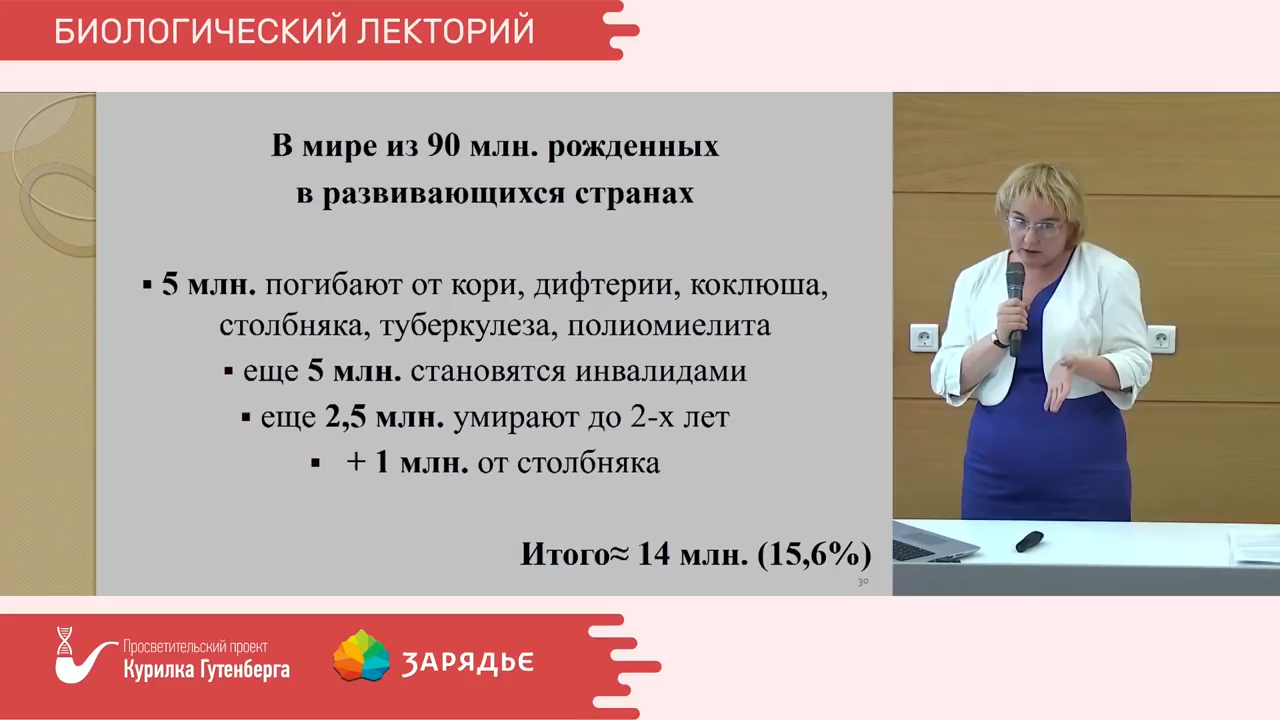 БИОЛОГИЧЕСКИЙ ЛЕКТОРИЙ
В мире из 90 млн. рожденных
в развивающихся странах
▪ 5 млн. погибают от кори, дифтерии, коклюша,
столбняка, туберкулеза, полиомиелита
▪ еще 5 млн. становятся инвалидами
▪ еще 2,5 млн. умирают до 2-х лет
▪ + 1 млн. от столбняка
Итого≈ 14 млн. (15,6%)
30
Просветительский проект
Курилка Гутенберга
ЗАРЯДЬЕ